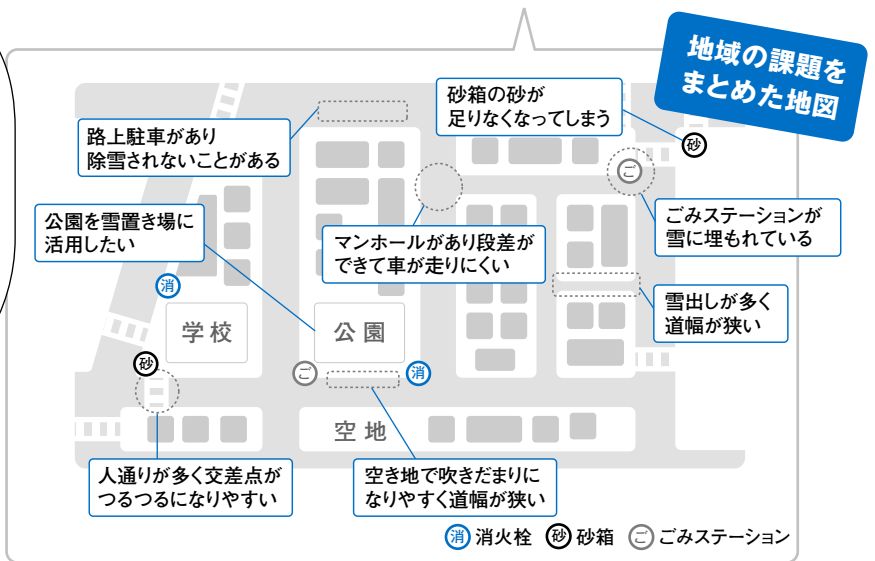 地域の課題を
まとめた地図
砂箱の砂が
足りなくなってしまう
砂
路上駐車があり
除雪されないことがある
ご
公園を雪置き場に
活用したい
マンホールがあり段差が
できて車が走りにくい
ごみステーションが
雪に埋もれている
消
雪出しが多く
道幅が狭い
学校
公園
砂
ご
消
空地
人通りが多く交差点が
つるつるになりやすい
空き地で吹きだまりに
なりやすく道幅が狭い
消 消火栓 砂 砂箱 ご ごみステーション